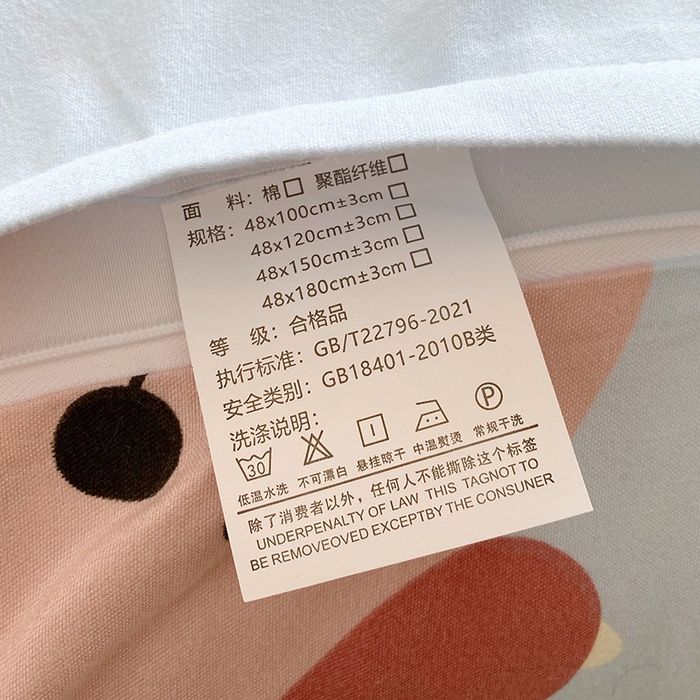 面 料：棉□ 聚酯纤维□
规格：48x100cm±3cm □
48x120cm±3cm □
48x150cm±3cm □
48x180cm±3cm □
等 级：合格品
执行标准：GB/T22796-2021
安全类别：GB18401-2010B类
洗涤说明：
30 P
低温水洗 不可漂白 悬挂晾干 中温熨烫 常规干洗
除了消费者以外，任何人不能撕除这个标签
UNDERPENALTY OF LAW THIS TAGNOT TO
BE REMOVEOVED EXCEPTBY THE CONSUNER